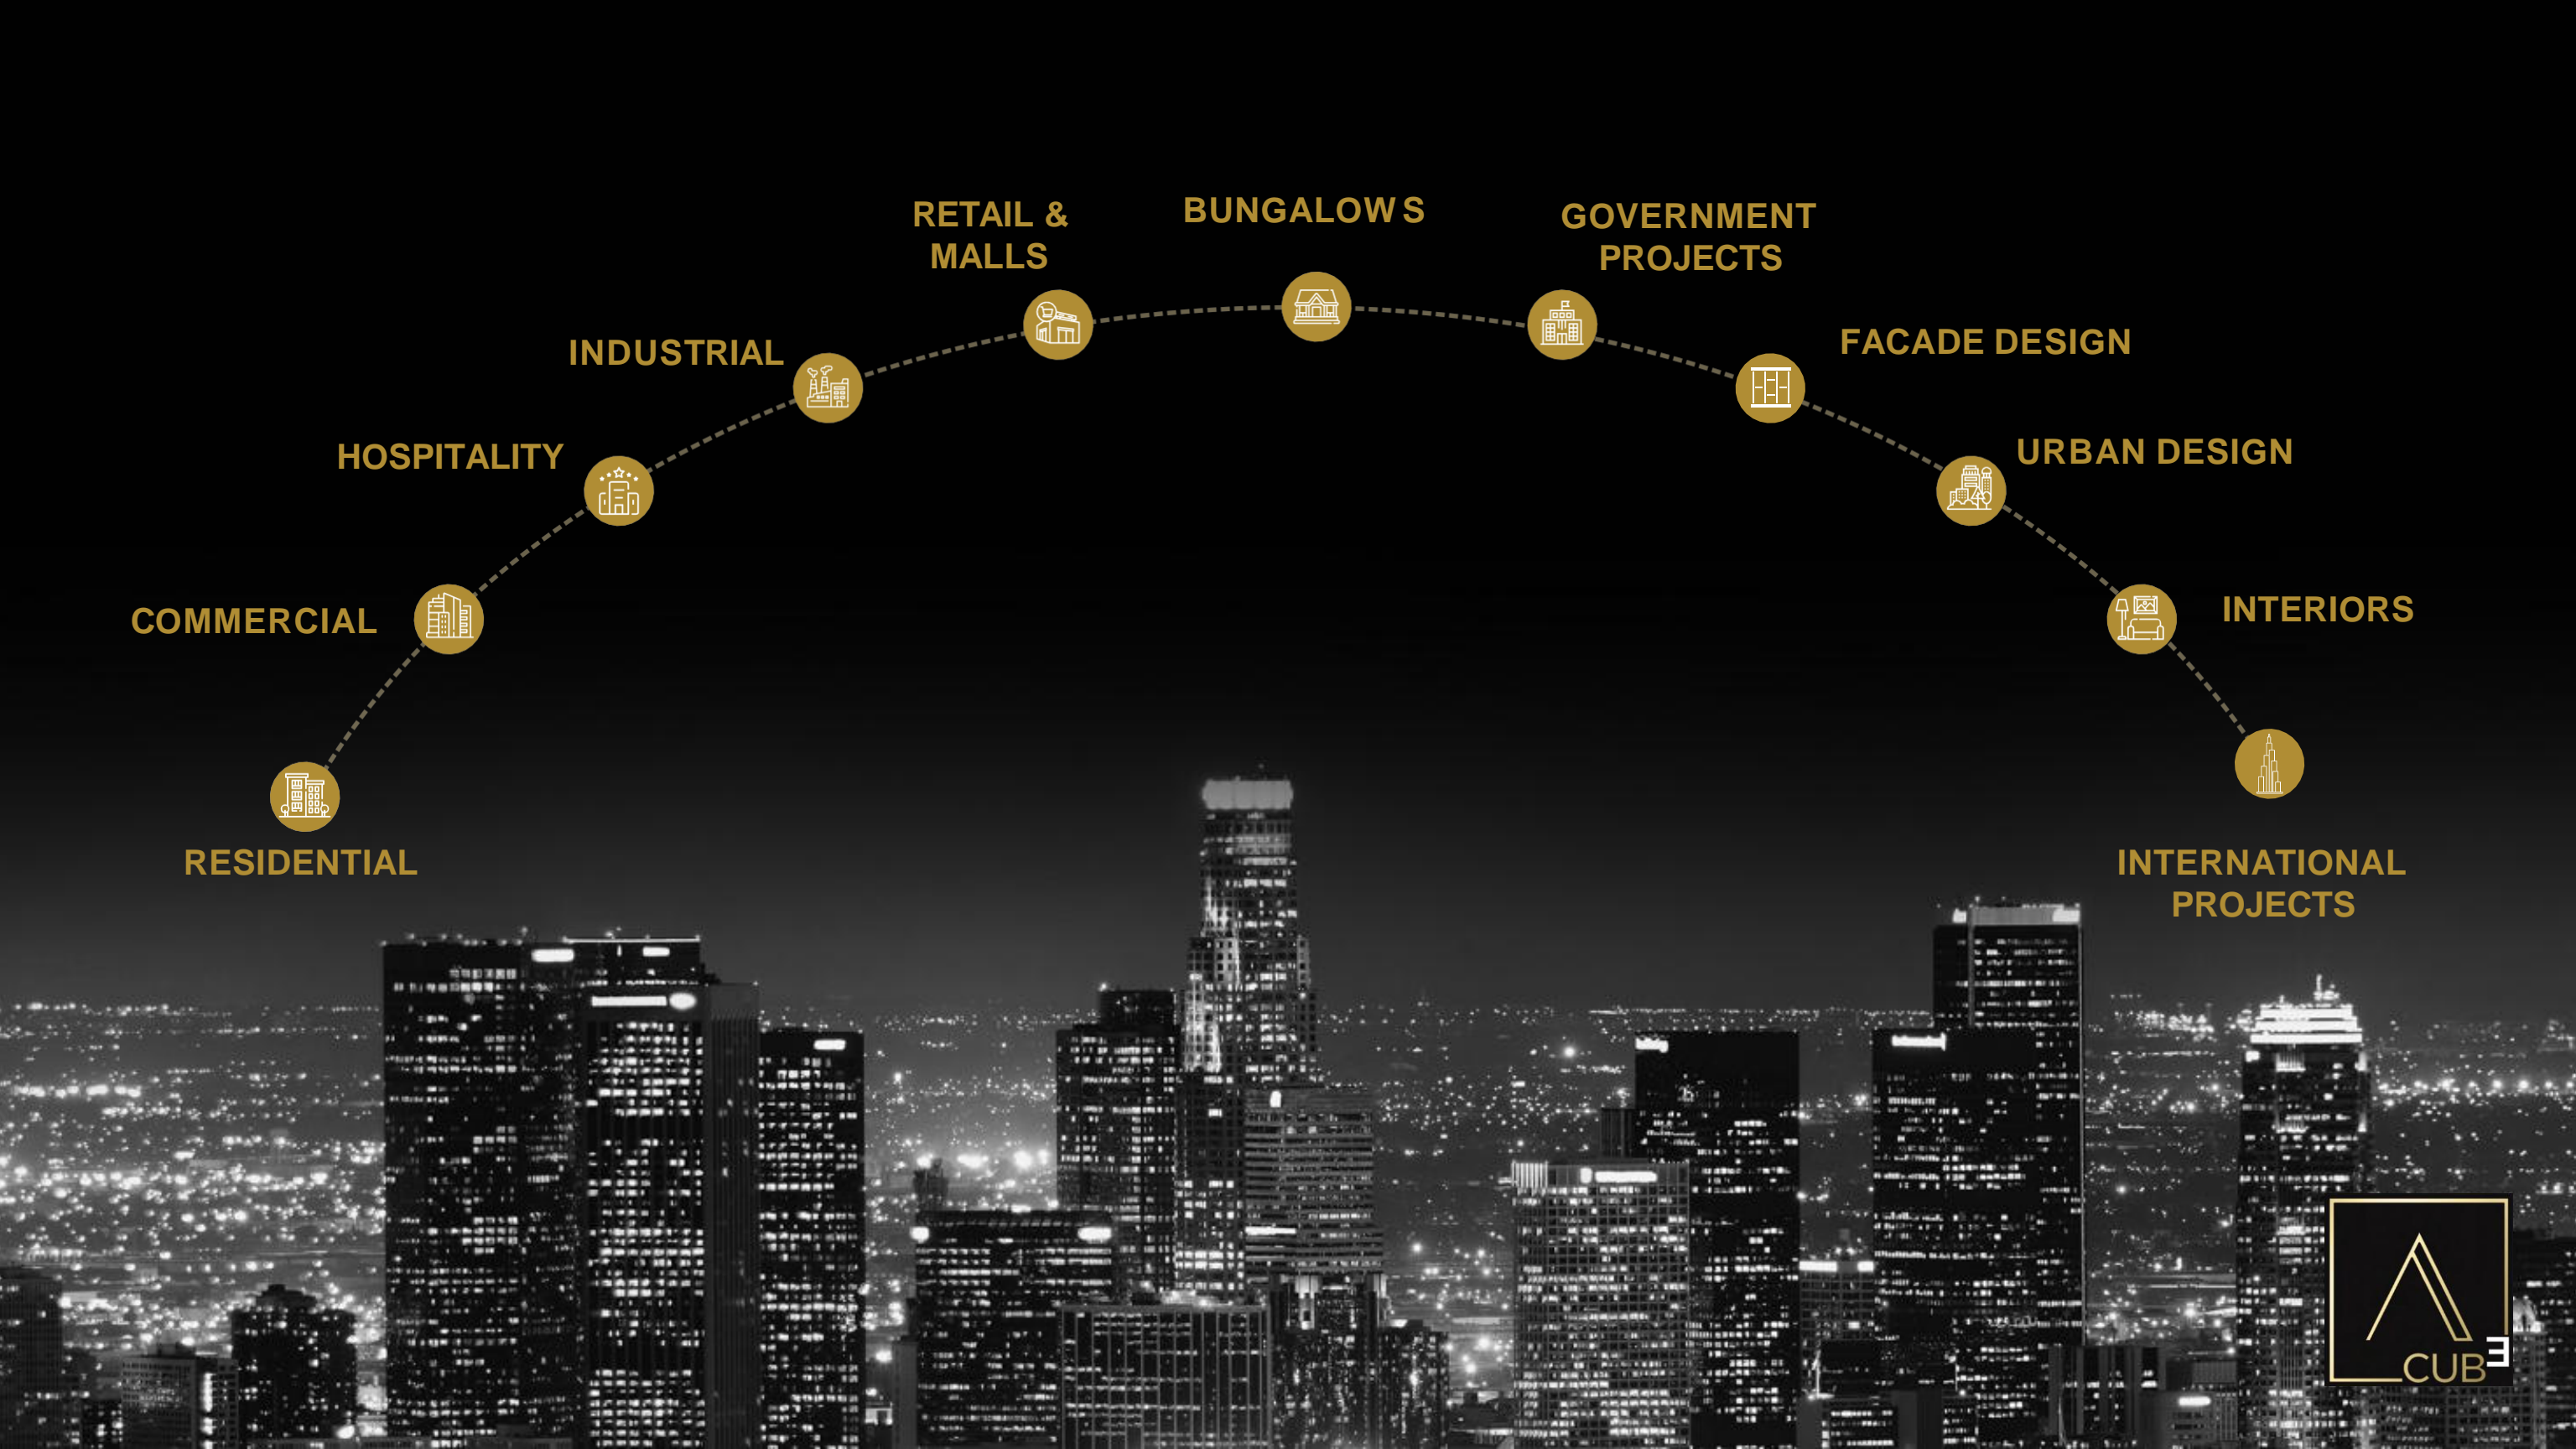 RETAIL &
MALLS
BUNGALOWS
GOVERNMENT
PROJECTS
INDUSTRIAL
FACADE DESIGN
HOSPITALITY
URBAN DESIGN
COMMERCIAL
INTERIORS
RESIDENTIAL
INTERNATIONAL
PROJECTS
A
CUB3